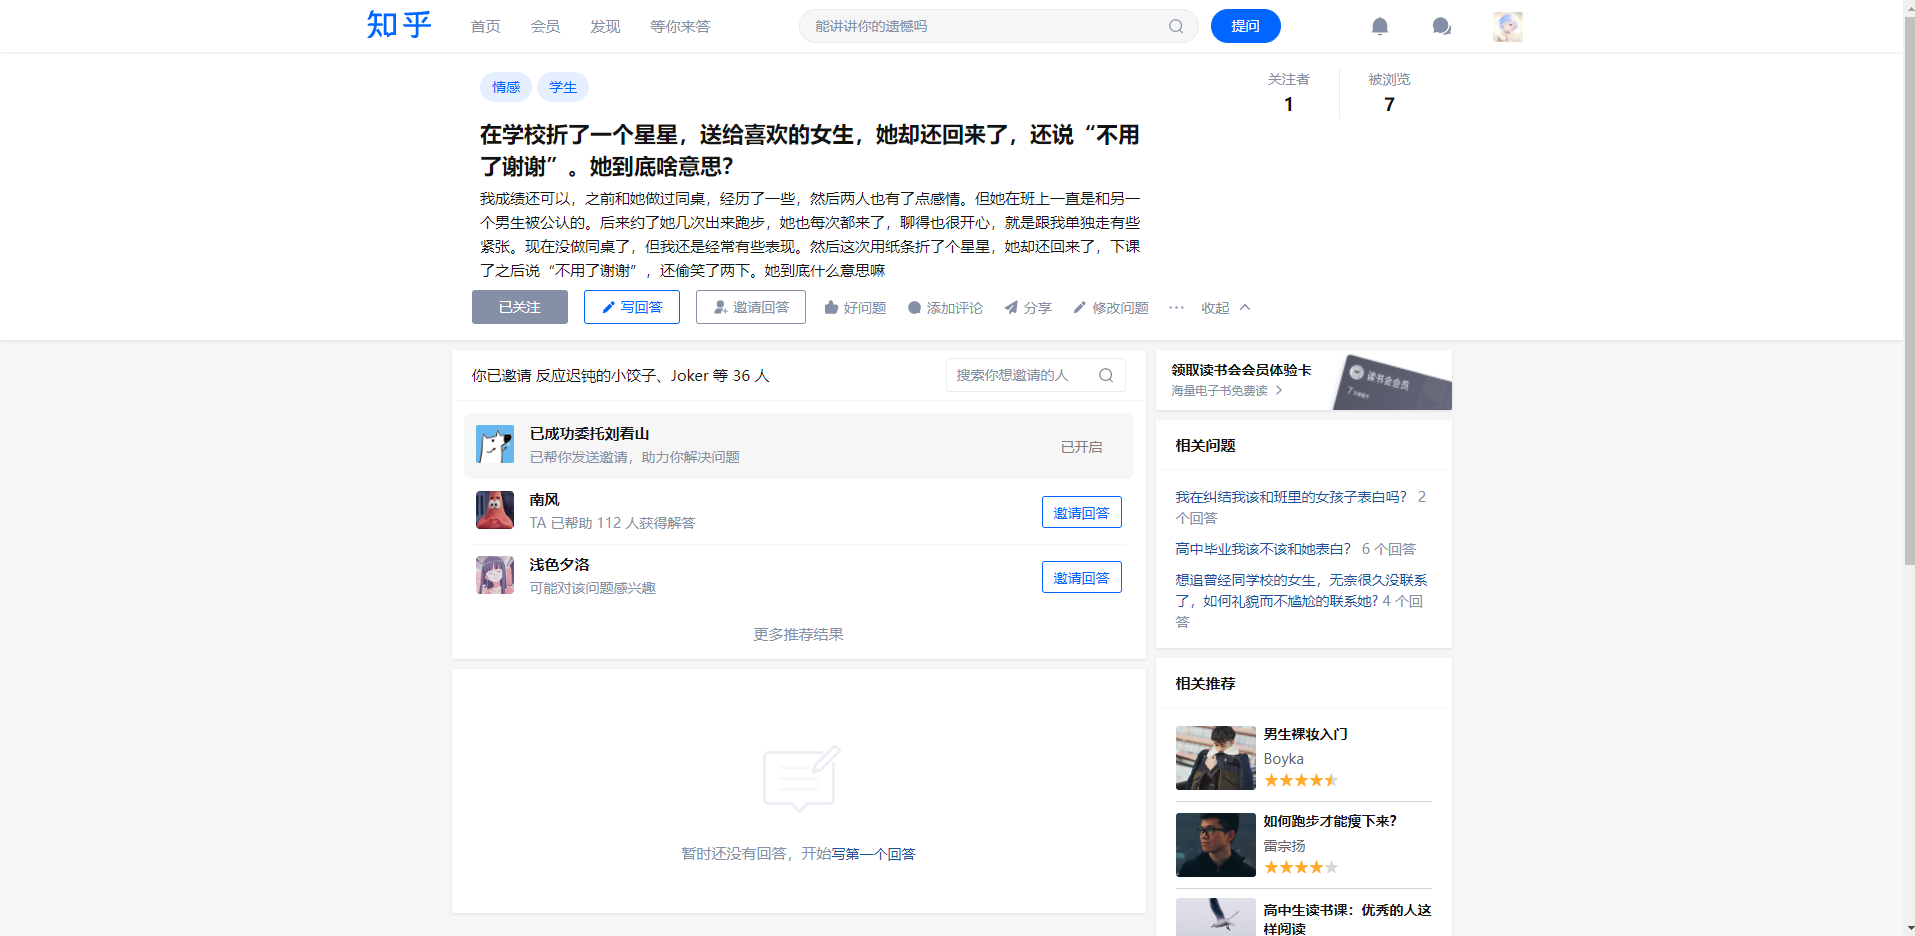 知乎
首页 会员 发现 等你来答
能讲讲你的遗憾吗
提问
情感 学生
关注者
1
被浏览
7
在学校折了一个星星，送给喜欢的女生，她却还回来了，还说“不用
了谢谢”。她到底啥意思？
我成绩还可以，之前和她做过同桌，经历了一些，然后两人也有了点感情。但她在班上一直是和另一
个男生被公认的。后来约了她几次出来跑步，她也每次都来了，聊得也很开心，就是跟我单独走有些
紧张。现在没做同桌了，但我还是经常有些表现。然后这次用纸条折了个星星，她却还回来了，下课
了之后说“不用了谢谢”，还偷笑了两下。她到底什么意思嘛
已关注 写回答 邀请回答 好问题 添加评论 分享 修改问题 ··· 收起
你已邀请 反应迟钝的小饺子、Joker 等 36 人
搜索你想邀请的人
已成功委托刘看山
已帮你发送邀请，助力你解决问题
已开启
南风
TA 已帮助 112 人获得解答
邀请回答
浅色夕洛
可能对该问题感兴趣
邀请回答
更多推荐结果
暂时还没有回答，开始写第一个回答
领取读书会会员体验卡
海量电子书免费读
读书会会员
相关问题
我在纠结我该和班里的女孩子表白吗？ 2
个回答
高中毕业我该不该和她表白？ 6 个回答
想追曾经同学校的女生，无奈很久没联系
了，如何礼貌而不尴尬的联系她? 4 个回
答
相关推荐
男生裸妆入门
Boyka
如何跑步才能瘦下来？
雷宗扬
高中生读书课：优秀的人这
样阅读